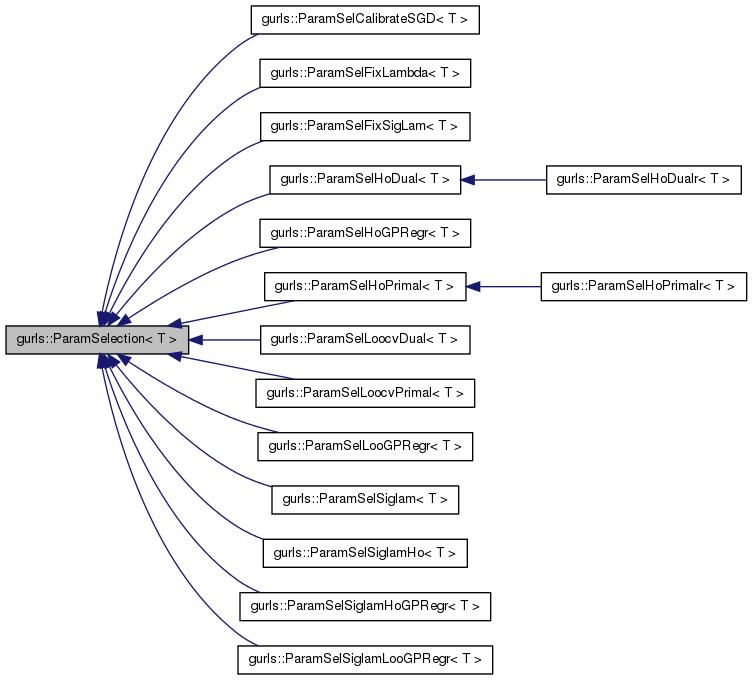 gurls::ParamSelCalibrateSGD< T >
gurls::ParamSelFixLambda< T >
gurls::ParamSelFixSigLam< T >
gurls::ParamSelHoDual< T >
gurls::ParamSelHoDualr< T >
gurls::ParamSelHoGPRegr< T >
gurls::ParamSelHoPrimal< T >
gurls::ParamSelHoPrimalr< T >
gurls::ParamSelection< T >
gurls::ParamSelLoocvDual< T >
gurls::ParamSelLoocvPrimal< T >
gurls::ParamSelLooGPRegr< T >
gurls::ParamSelSiglam< T >
gurls::ParamSelSiglamHo< T >
gurls::ParamSelSiglamHoGPRegr< T >
gurls::ParamSelSiglamLooGPRegr< T >